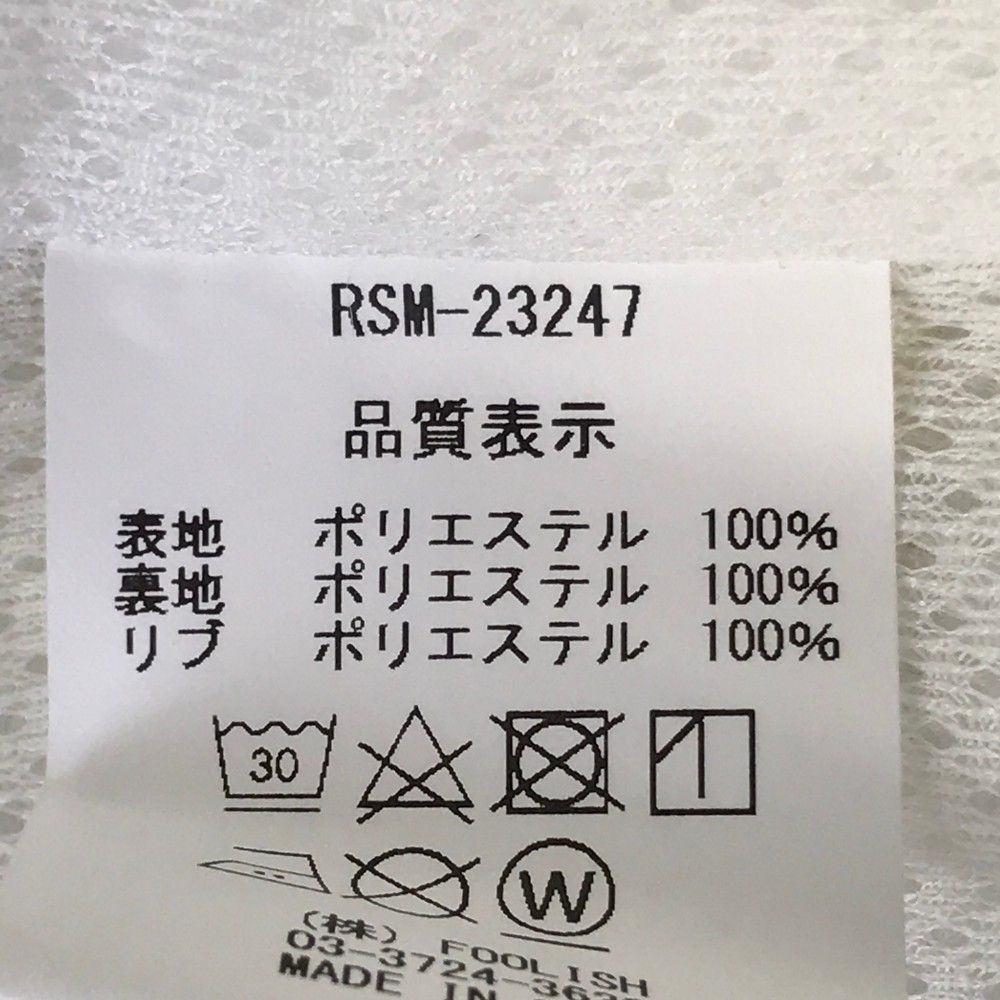 RSM-23247
品質表示
表地 ポリエステル 100%
裏地 ポリエステル 100%
リブ ポリエステル 100%
30
W
(株) FOOLISH
03-3724-363
MADE IN